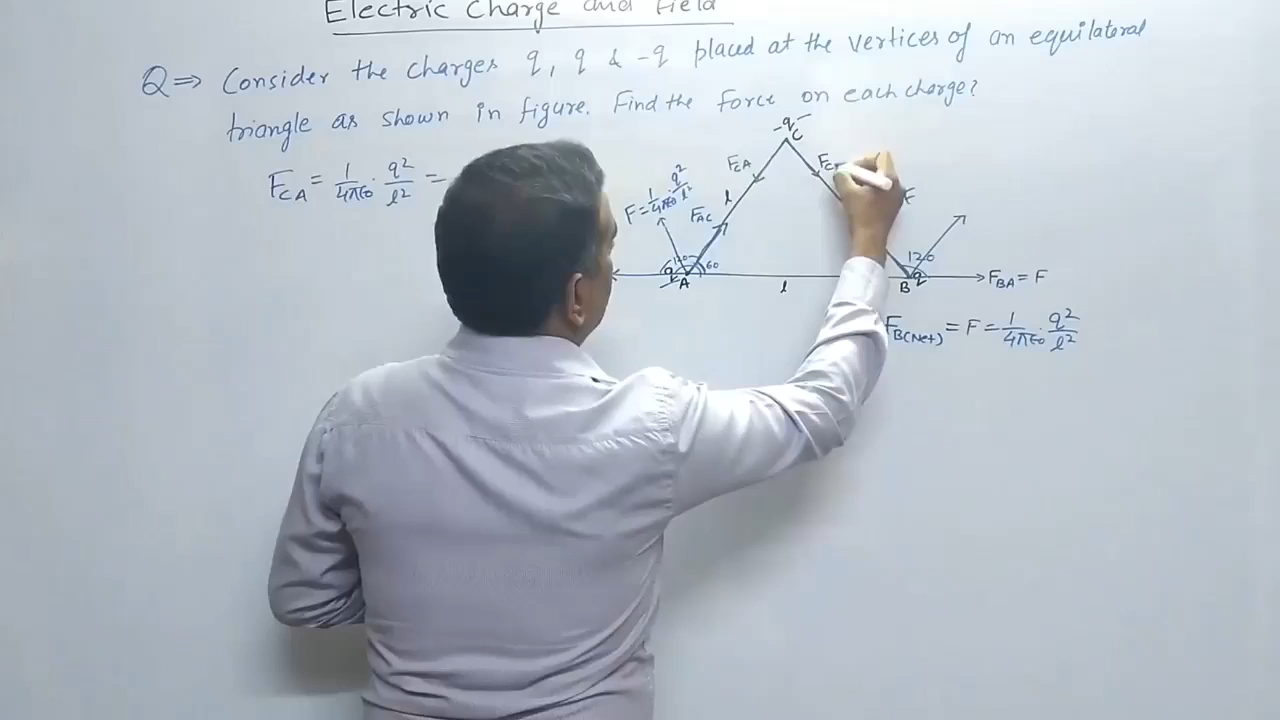 Electric Charge and Field
Q⇒ Consider the charges q, q & -q placed at the vertices of an equilateral
triangle as shown in figure. Find the force on each charge?
F_CA = 1/4πε0 · q²/l² =
-q
C
F_CA
l
F = 1/4πε0 · q²/l²
F_AC
120
60
q
A
l
F
120
B
q
F_BA = F
F_B(Net) = F = 1/4πε0 · q²/l²